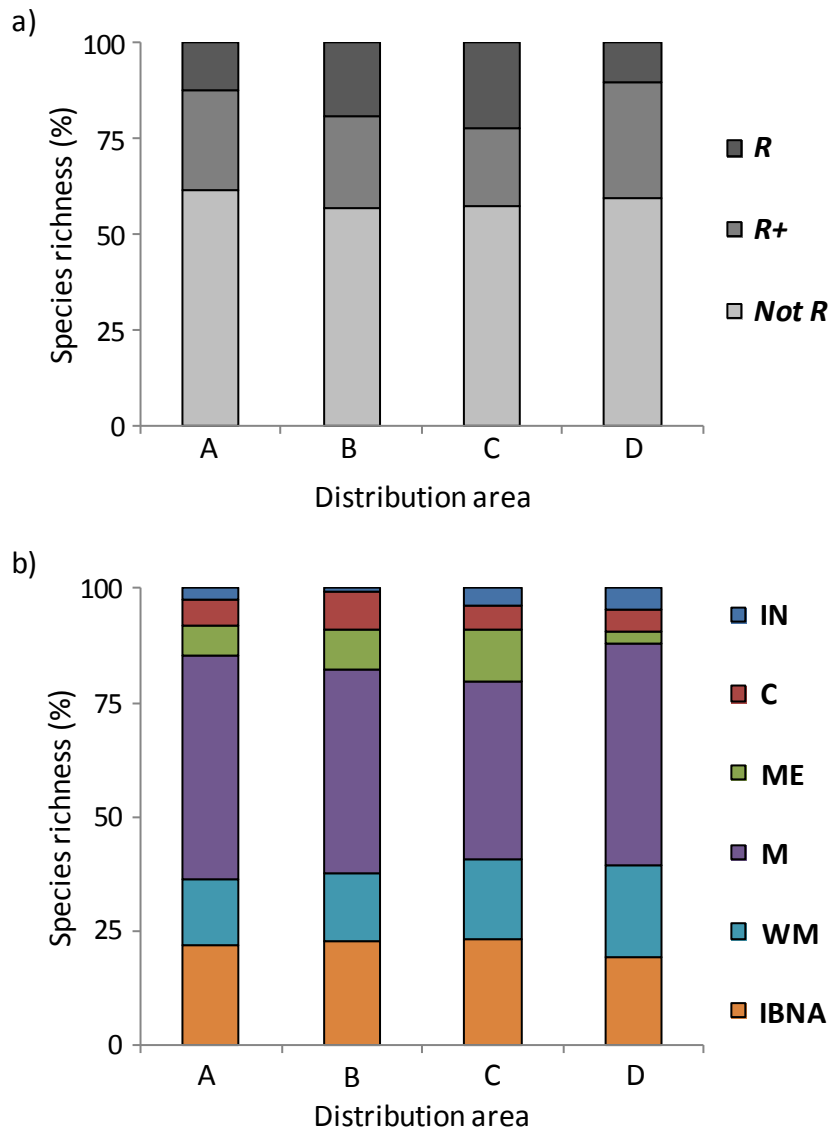 a)
Species richness (%)
100
75
50
25
0
A B C D
Distribution area
R
R+
Not R
b)
Species richness (%)
100
75
50
25
0
A B C D
Distribution area
IN
C
ME
M
WM
IBNA